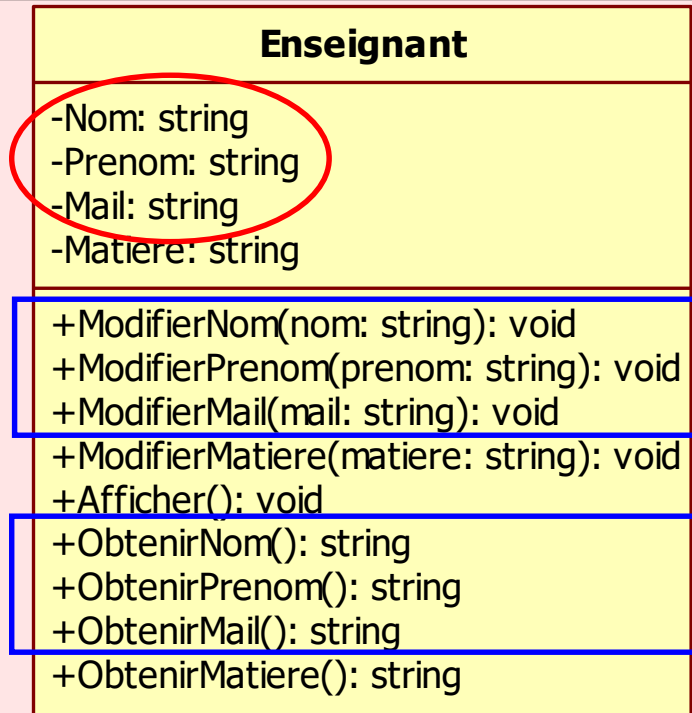 Enseignant
-Nom: string
-Prenom: string
-Mail: string
-Matiere: string
+ModifierNom(nom: string): void
+ModifierPrenom(prenom: string): void
+ModifierMail(mail: string): void
+ModifierMatiere(matiere: string): void
+Afficher(): void
+ObtenirNom(): string
+ObtenirPrenom(): string
+ObtenirMail(): string
+ObtenirMatiere(): string